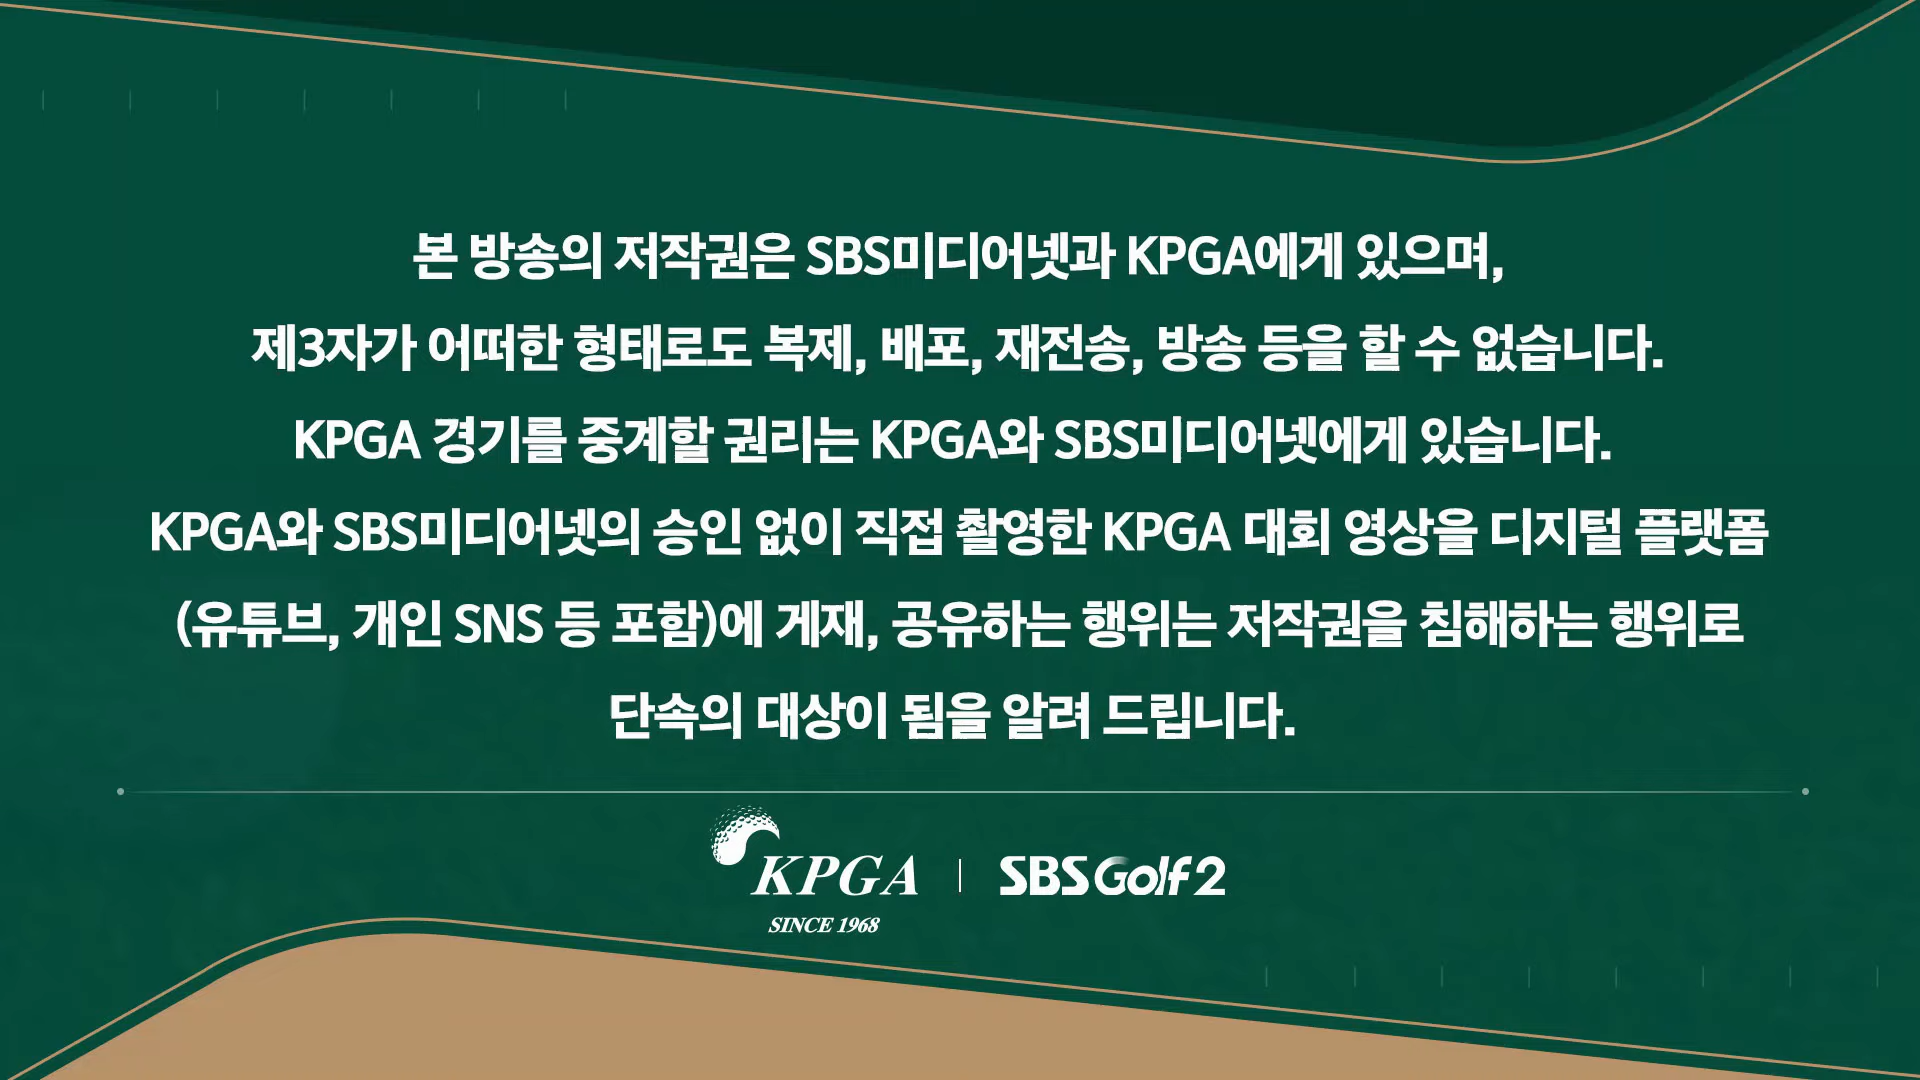 본 방송의 저작권은 SBS미디어넷과 KPGA에게 있으며,
제3자가 어떠한 형태로도 복제, 배포, 재전송, 방송 등을 할 수 없습니다.
KPGA 경기를 중계할 권리는 KPGA와 SBS미디어넷에게 있습니다.
KPGA와 SBS미디어넷의 승인 없이 직접 촬영한 KPGA 대회 영상을 디지털 플랫폼
(유튜브, 개인 SNS 등 포함)에 게재, 공유하는 행위는 저작권을 침해하는 행위로
단속의 대상이 됨을 알려 드립니다.
KPGA | SBS Golf 2
SINCE 1968